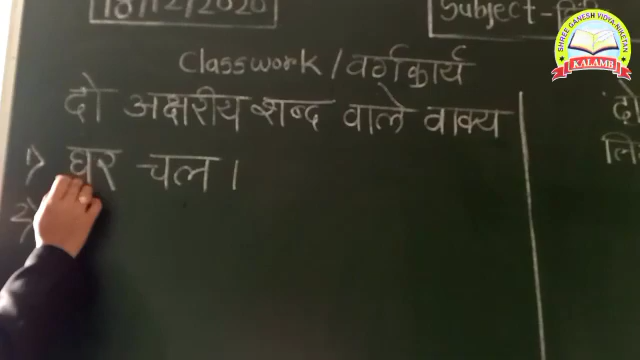 18/12/2020
Subject-हिंदी
Classwork/वर्गकार्य
दो अक्षरीय शब्द वाले वाक्य
1) घर चल।
2)
दो
लि
SHREE GANESH VIDYA NIKETAN
KALAMB